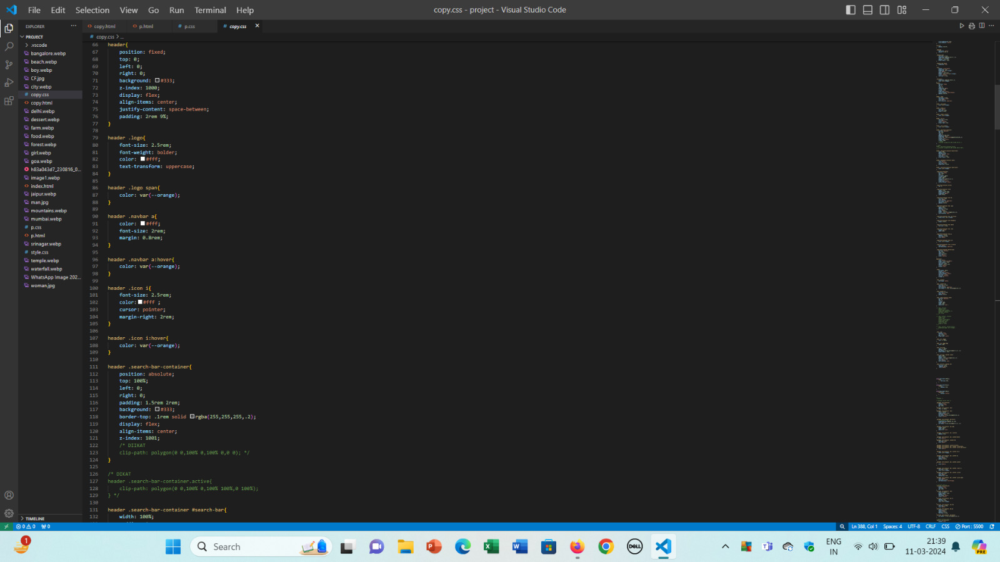 File Edit Selection View Go Run Terminal Help
copy.css - project - Visual Studio Code
EXPLORER
PROJECT
.vscode
bangalore.webp
beach.webp
boy.webp
CF.jpg
city.webp
copy.css
copy.html
delhi.webp
dessert.webp
farm.webp
food.webp
forest.webp
girl.webp
goa.webp
h83a043d7_230816_0...
image1.webp
index.html
jaipur.webp
man.jpg
mountains.webp
mumbai.webp
p.css
p.html
srinagar.webp
style.css
temple.webp
waterfall.webp
WhatsApp Image 202...
woman.jpg
TIMELINE
copy.html p.html p.css copy.css
copy.css > ...
66 header{
67 position: fixed;
68 top: 0;
69 left: 0;
70 right: 0;
71 background: #333;
72 z-index: 1000;
73 display: flex;
74 align-items: center;
75 justify-content: space-between;
76 padding: 2rem 9%;
77 }
78
79 header .logo{
80 font-size: 2.5rem;
81 font-weight: bolder;
82 color: #fff;
83 text-transform: uppercase;
84 }
85
86 header .logo span{
87 color: var(--orange);
88 }
89
90 header .navbar a{
91 color: #fff;
92 font-size: 2rem;
93 margin: 0.8rem;
94 }
95
96 header .navbar a:hover{
97 color: var(--orange);
98 }
99
100 header .icon i{
101 font-size: 2.5rem;
102 color:#fff ;
103 cursor: pointer;
104 margin-right: 2rem;
105 }
106
107 header .icon i:hover{
108 color: var(--orange);
109 }
110
111 header .search-bar-container{
112 position: absolute;
113 top: 100%;
114 left: 0;
115 right: 0;
116 padding: 1.5rem 2rem;
117 background: #333;
118 border-top: .1rem solid rgba(255,255,255,.2);
119 display: flex;
120 align-items: center;
121 z-index: 1001;
122 /* DIIKAT
123 clip-path: polygon(0 0,100% 0,100% 0,0 0); */
124 }
125
126 /* DIKAT
127 header .search-bar-container.active{
128 clip-path: polygon(0 0,100% 0,100% 100%,0 100%);
129 } */
130
131 header .search-bar-container #search-bar{
132 width: 100%;
0 0 0 Ln 388, Col 1 Spaces: 4 UTF-8 CRLF CSS Port : 5500
1 Search DELL ENG IN 21:39 11-03-2024 PRE